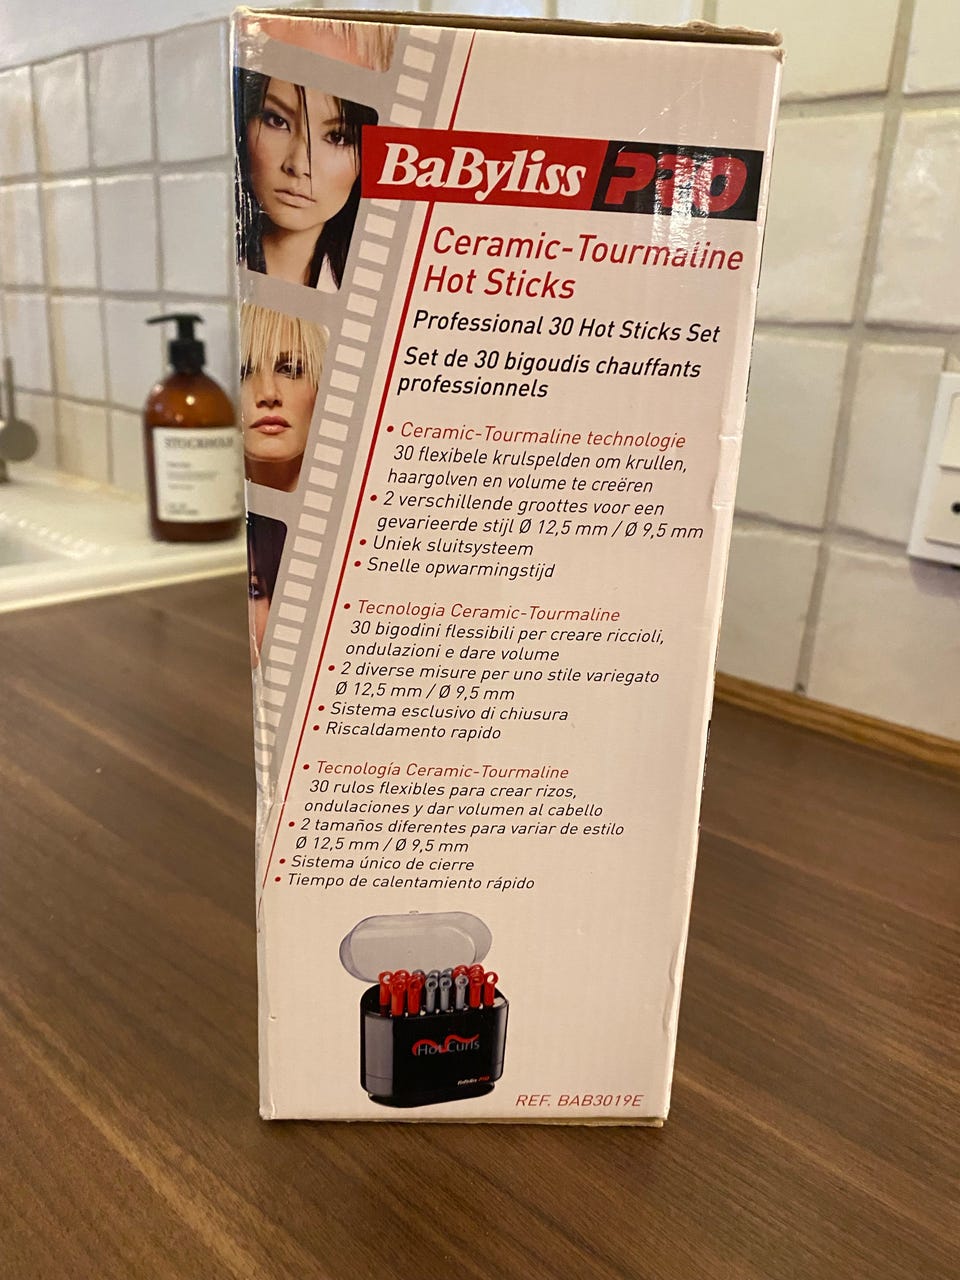 BaByliss PRO
Ceramic-Tourmaline
Hot Sticks
Professional 30 Hot Sticks Set
Set de 30 bigoudis chauffants
professionnels
• Ceramic-Tourmaline technologie
30 flexibele krulspelden om krullen,
haargolven en volume te creëren
• 2 verschillende groottes voor een
gevarieerde stijl Ø 12,5 mm / Ø 9,5 mm
• Uniek sluitsysteem
• Snelle opwarmingstijd
• Tecnologia Ceramic-Tourmaline
30 bigodini flessibili per creare riccioli,
ondulazioni e dare volume
• 2 diverse misure per uno stile variegato
Ø 12,5 mm / Ø 9,5 mm
• Sistema esclusivo di chiusura
• Riscaldamento rapido
• Tecnología Ceramic-Tourmaline
30 rulos flexibles para crear rizos,
ondulaciones y dar volumen al cabello
• 2 tamaños diferentes para variar de estilo
Ø 12,5 mm / Ø 9,5 mm
• Sistema único de cierre
• Tiempo de calentamiento rápido
Hot Curls
BaByliss PRO
REF. BAB3019E
STOCKHOLM